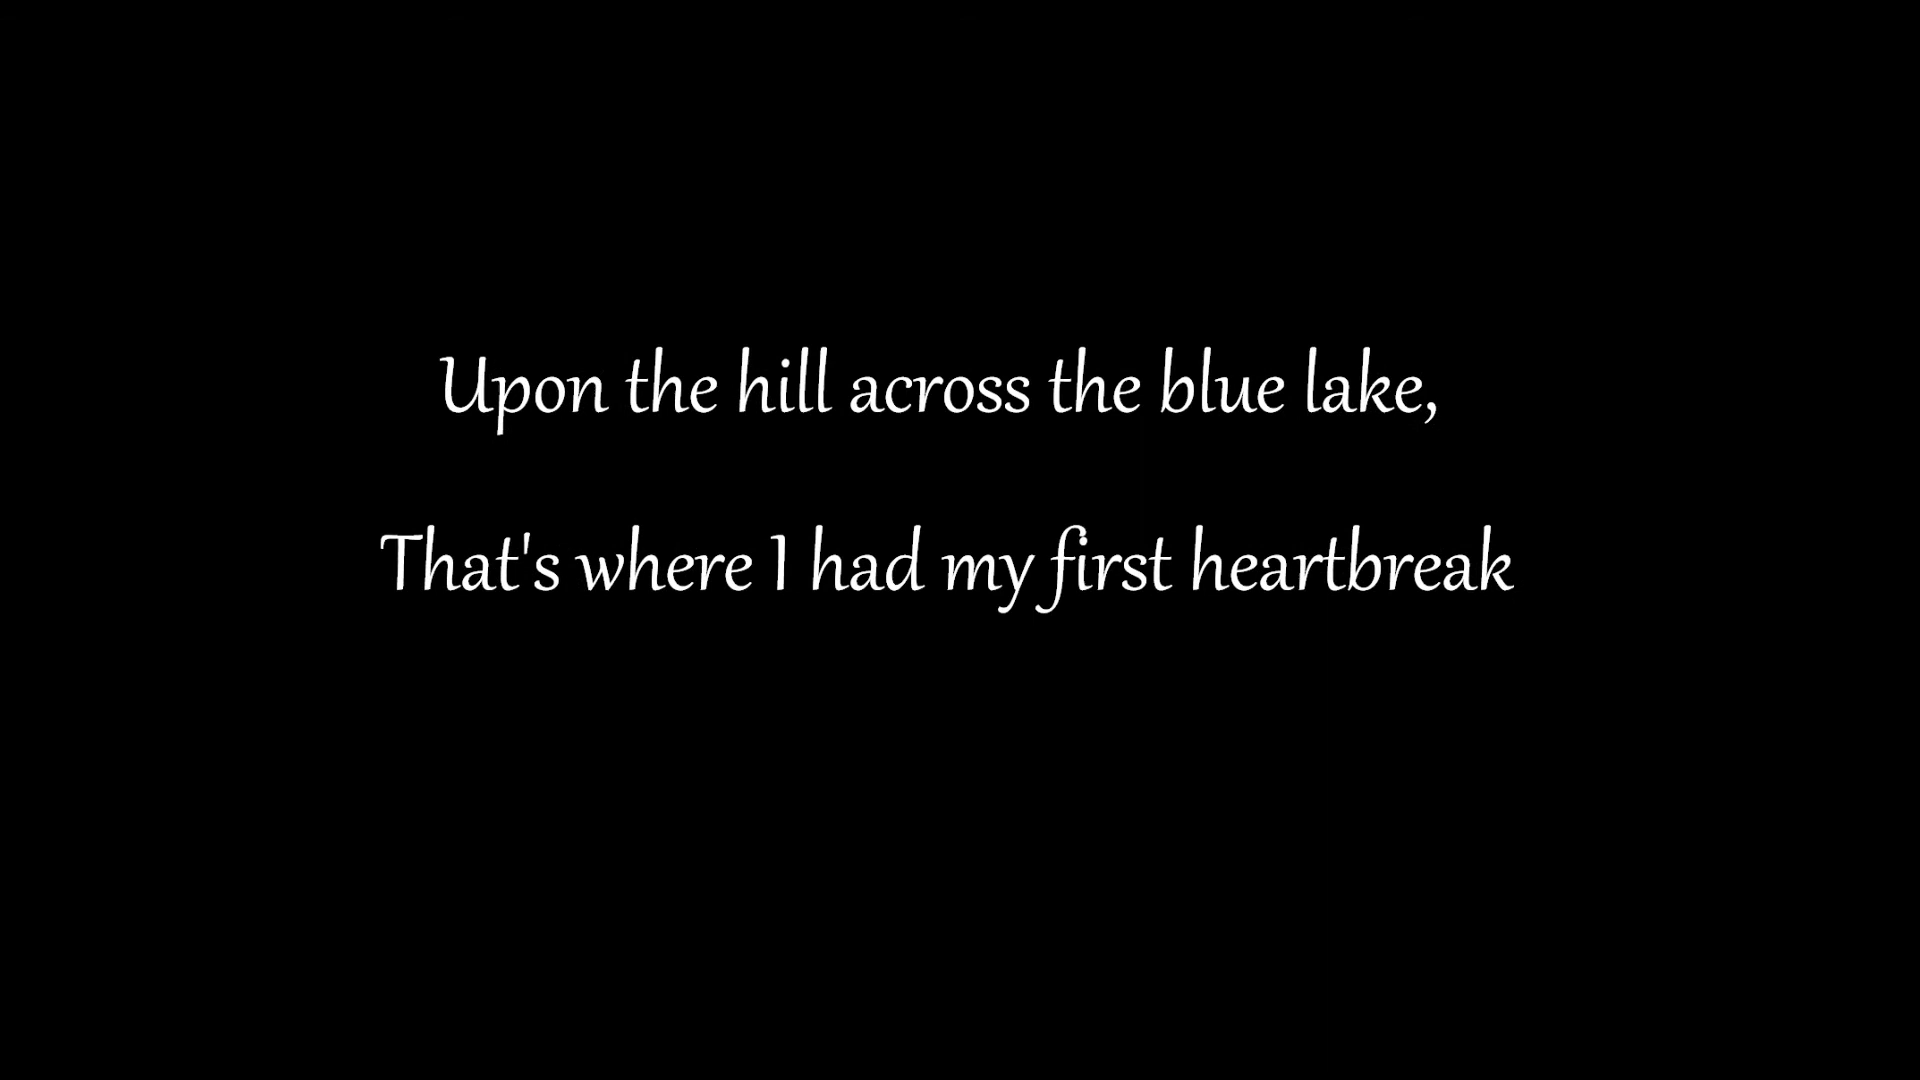 Upon the hill across the blue lake,
That's where I had my first heartbreak